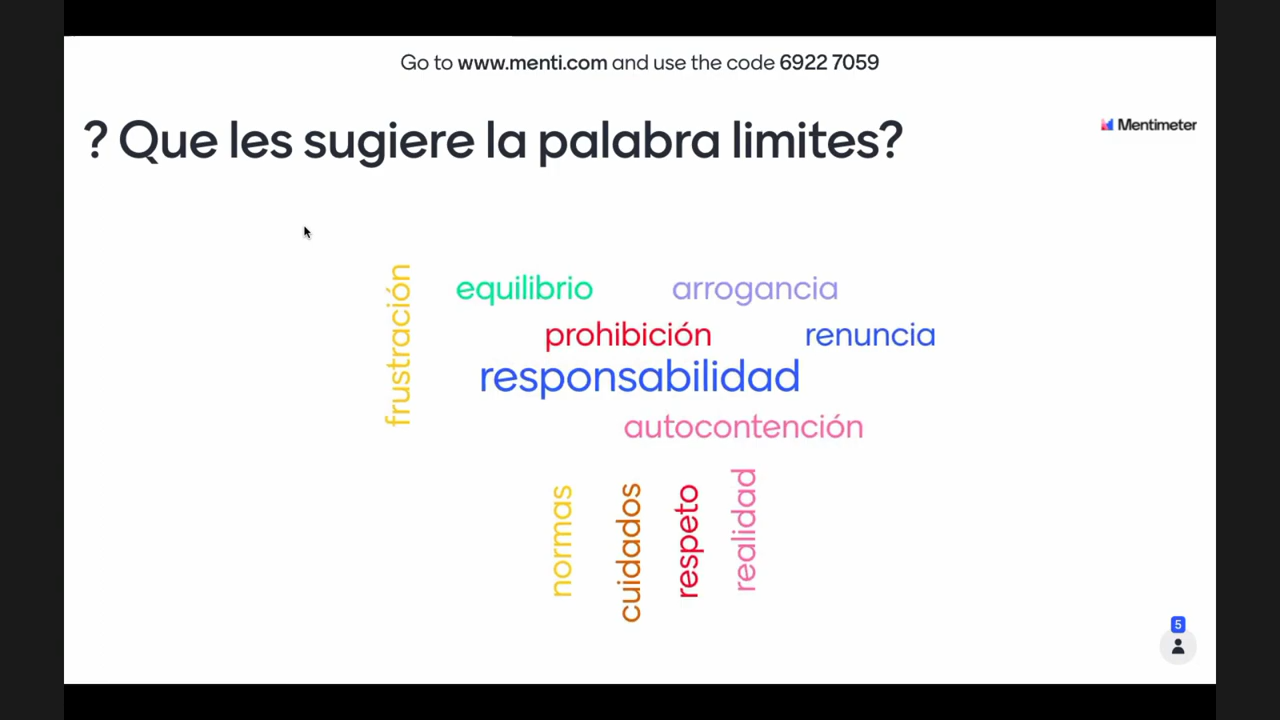 Go to www.menti.com and use the code 6922 7059
? Que les sugiere la palabra limites?
Mentimeter
frustración
equilibrio
arrogancia
prohibición
renuncia
responsabilidad
autocontención
normas
cuidados
respeto
realidad
5